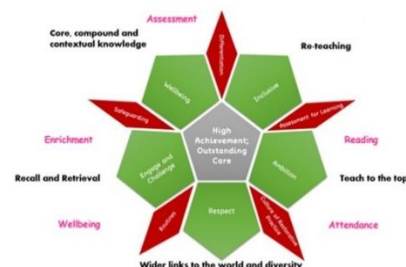 Assessment
Core, compound and
contextual knowledge
Differentiation
Re-teaching
Wellbeing
Inclusive
Safeguarding
Assessment for Learning
High
Achievement;
Outstanding
Care
Enrichment
Reading
Engage and
Challenge
Ambition
Recall and Retrieval
Teach to the top
Routines
Respect
Culture of Restorative
Practice
Wellbeing
Attendance
Wider links to the world and diversity